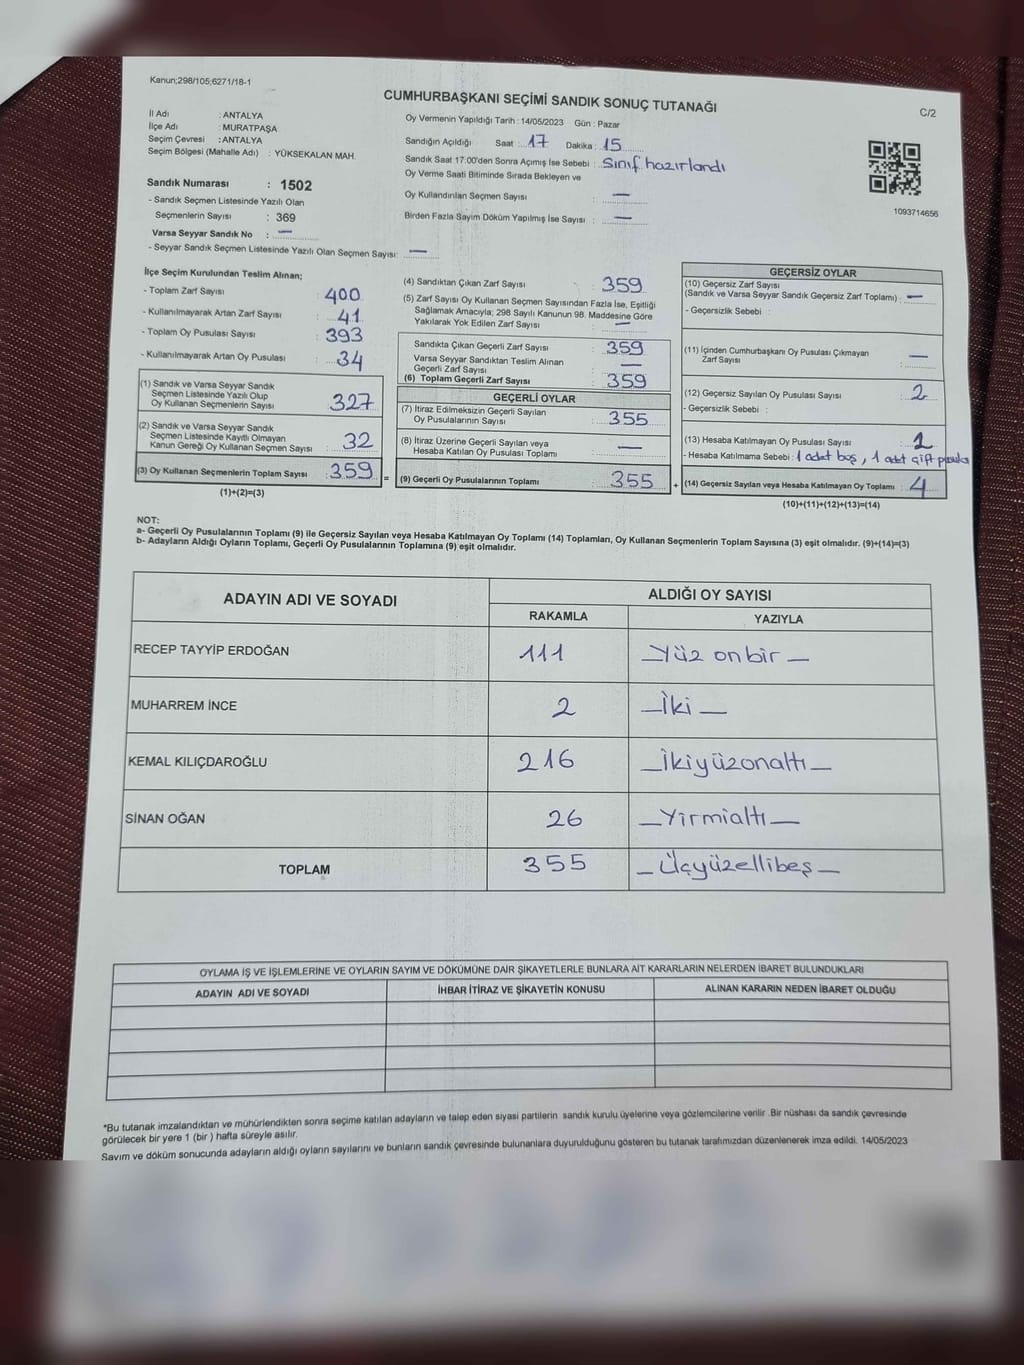 Kanun;298/105;6271/18-1
CUMHURBAŞKANI SEÇİMİ SANDIK SONUÇ TUTANAĞI
C/2
İl Adı : ANTALYA
İlçe Adı : MURATPAŞA
Seçim Çevresi : ANTALYA
Seçim Bölgesi (Mahalle Adı) : YÜKSEKALAN MAH.
Sandık Numarası : 1502
- Sandık Seçmen Listesinde Yazılı Olan
Seçmenlerin Sayısı : 369
Varsa Seyyar Sandık No : —
- Seyyar Sandık Seçmen Listesinde Yazılı Olan Seçmen Sayısı: —
Oy Vermenin Yapıldığı Tarih : 14/05/2023 Gün : Pazar
Sandığın Açıldığı Saat : 17 Dakika : 15
Sandık Saat 17:00'den Sonra Açımış İse Sebebi : Sınıf hazırlandı
Oy Verme Saati Bitiminde Sırada Bekleyen ve
Oy Kullandırılan Seçmen Sayısı : —
Birden Fazla Sayım Döküm Yapılmış İse Sayısı : —
1093714656
İlçe Seçim Kurulundan Teslim Alınan;
- Toplam Zarf Sayısı : 400
- Kullanılmayarak Artan Zarf Sayısı : 41
- Toplam Oy Pusulası Sayısı : 393
- Kullanılmayarak Artan Oy Pusulası : 34
(1) Sandık ve Varsa Seyyar Sandık
Seçmen Listesinde Yazılı Olup
Oy Kullanan Seçmenlerin Sayısı : 327
(2) Sandık ve Varsa Seyyar Sandık
Seçmen Listesinde Kayıtlı Olmayan
Kanun Gereği Oy Kullanan Seçmen Sayısı : 32
(3) Oy Kullanan Seçmenlerin Toplam Sayısı : 359 =
(1)+(2)=(3)
(4) Sandıktan Çıkan Zarf Sayısı : 359
(5) Zarf Sayısı Oy Kullanan Seçmen Sayısından Fazla İse, Eşitliği
Sağlamak Amacıyla; 298 Sayılı Kanunun 98. Maddesine Göre
Yakılarak Yok Edilen Zarf Sayısı : —
Sandıkta Çıkan Geçerli Zarf Sayısı : 359
Varsa Seyyar Sandıktan Teslim Alınan
Geçerli Zarf Sayısı : —
(6) Toplam Geçerli Zarf Sayısı : 359
GEÇERLİ OYLAR
(7) İtiraz Edilmeksizin Geçerli Sayılan
Oy Pusulalarının Sayısı : 355
(8) İtiraz Üzerine Geçerli Sayılan veya
Hesaba Katılan Oy Pusulası Toplamı : —
(9) Geçerli Oy Pusulalarının Toplamı : 355 +
GEÇERSİZ OYLAR
(10) Geçersiz Zarf Sayısı
(Sandık ve Varsa Seyyar Sandık Geçersiz Zarf Toplamı) : —
- Geçersizlik Sebebi :
(11) İçinden Cumhurbaşkanı Oy Pusulası Çıkmayan
Zarf Sayısı : —
(12) Geçersiz Sayılan Oy Pusulası Sayısı : 2
- Geçersizlik Sebebi :
(13) Hesaba Katılmayan Oy Pusulası Sayısı :
- Hesaba Katılmama Sebebi : 1 adet boş, 1 adet çift pusula
(14) Geçersiz Sayılan veya Hesaba Katılmayan Oy Toplamı : 4
(10)+(11)+(12)+(13)=(14)
NOT:
a- Geçerli Oy Pusulalarının Toplamı (9) ile Geçersiz Sayılan veya Hesaba Katılmayan Oy Toplamı (14) Toplamları, Oy Kullanan Seçmenlerin Toplam Sayısına (3) eşit olmalıdır. (9)+(14)=(3)
b- Adayların Aldığı Oyların Toplamı, Geçerli Oy Pusulalarının Toplamına (9) eşit olmalıdır.
ADAYIN ADI VE SOYADI
ALDIĞI OY SAYISI
RAKAMLA YAZIYLA
RECEP TAYYİP ERDOĞAN 111 —Yüz onbir—
MUHARREM İNCE 2 —İki—
KEMAL KILIÇDAROĞLU 216 —İkiyüzonaltı—
SİNAN OĞAN 26 —Yirmialtı—
TOPLAM 355 —Üçyüzellibeş—
OYLAMA İŞ VE İŞLEMLERİNE VE OYLARIN SAYIM VE DÖKÜMÜNE DAİR ŞİKAYETLERLE BUNLARA AİT KARARLARIN NELERDEN İBARET BULUNDUKLARI
ADAYIN ADI VE SOYADI İHBAR İTİRAZ VE ŞİKAYETİN KONUSU ALINAN KARARIN NEDEN İBARET OLDUĞU
*Bu tutanak imzalandıktan ve mühürlendikten sonra seçime katılan adayların ve talep eden siyasi partilerin sandık kurulu üyelerine veya gözlemcilerine verilir .Bir nüshası da sandık çevresinde
görülecek bir yere 1 (bir ) hafta süreyle asılır.
Sayım ve döküm sonucunda adayların aldığı oyların sayılarını ve bunların sandık çevresinde bulunanlara duyurulduğunu gösteren bu tutanak tarafımızdan düzenlenerek imza edildi. 14/05/2023